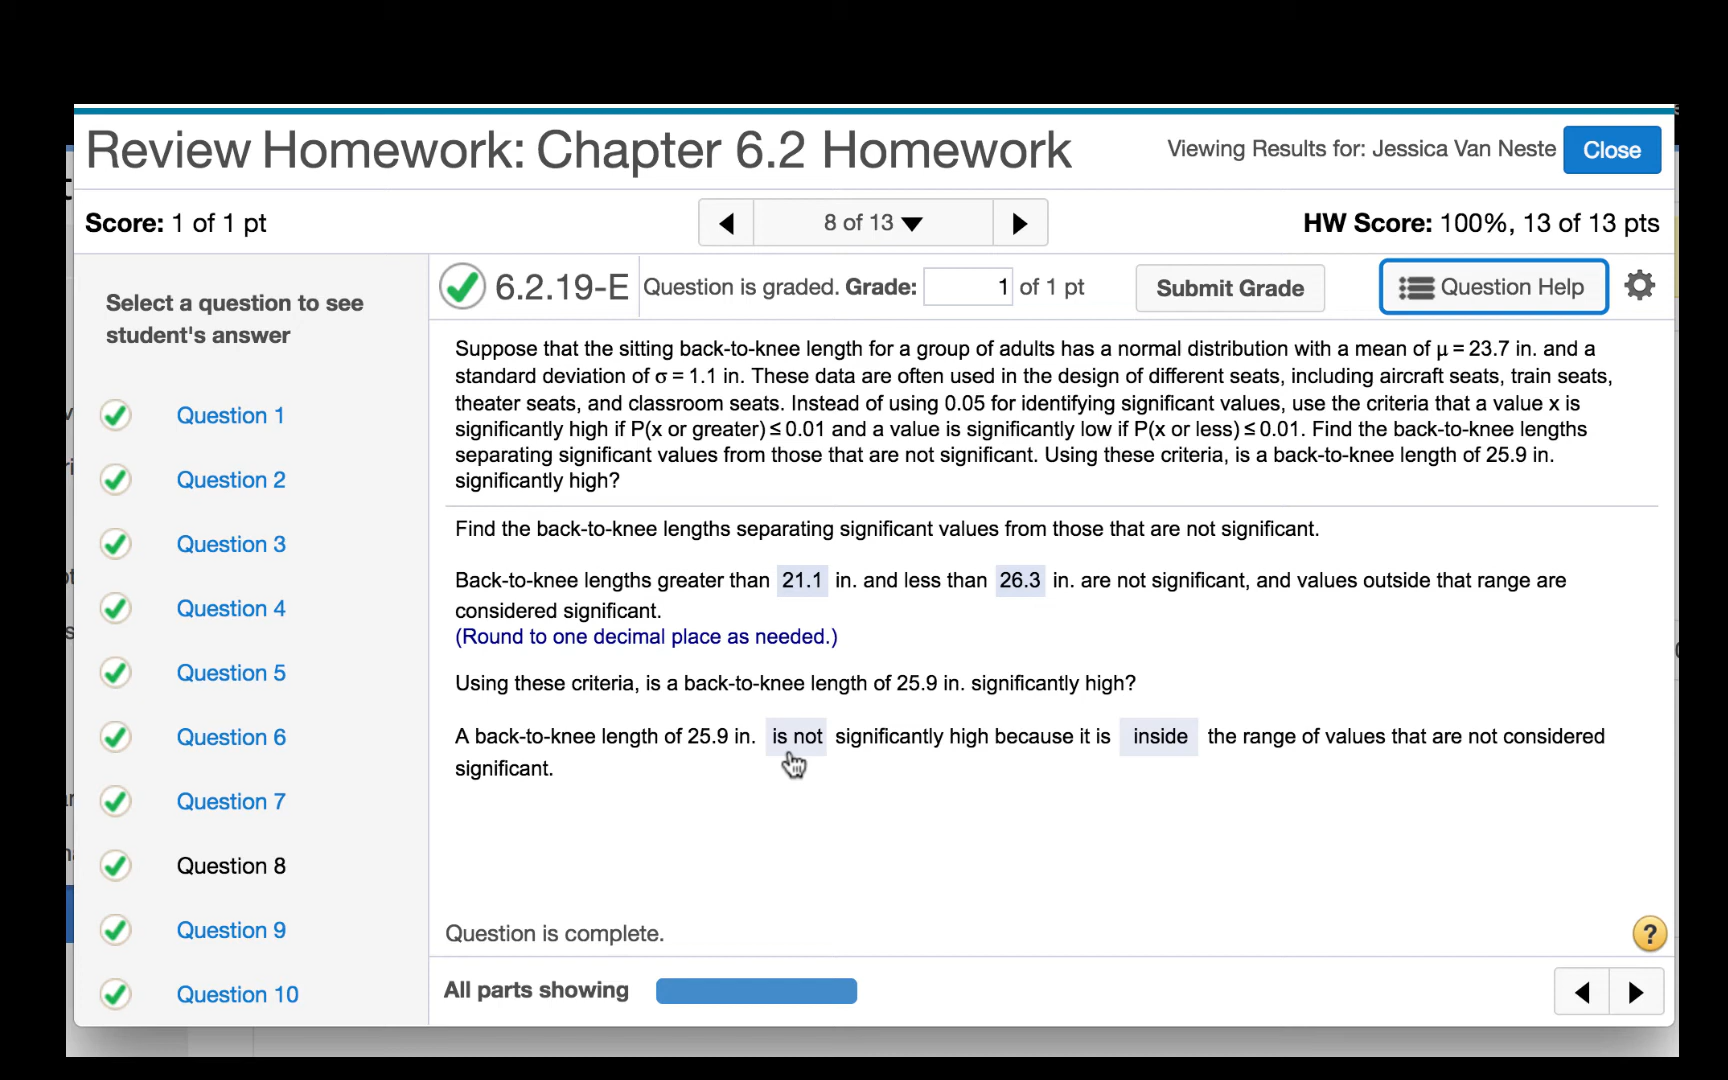 Review Homework: Chapter 6.2 Homework
Viewing Results for: Jessica Van Neste
Close
Score: 1 of 1 pt
8 of 13
HW Score: 100%, 13 of 13 pts
Select a question to see
student's answer
Question 1
Question 2
Question 3
Question 4
Question 5
Question 6
Question 7
Question 8
Question 9
Question 10
6.2.19-E
Question is graded. Grade: 1 of 1 pt
Submit Grade
Question Help
Suppose that the sitting back-to-knee length for a group of adults has a normal distribution with a mean of μ = 23.7 in. and a
standard deviation of σ = 1.1 in. These data are often used in the design of different seats, including aircraft seats, train seats,
theater seats, and classroom seats. Instead of using 0.05 for identifying significant values, use the criteria that a value x is
significantly high if P(x or greater) ≤ 0.01 and a value is significantly low if P(x or less) ≤ 0.01. Find the back-to-knee lengths
separating significant values from those that are not significant. Using these criteria, is a back-to-knee length of 25.9 in.
significantly high?
Find the back-to-knee lengths separating significant values from those that are not significant.
Back-to-knee lengths greater than 21.1 in. and less than 26.3 in. are not significant, and values outside that range are
considered significant.
(Round to one decimal place as needed.)
Using these criteria, is a back-to-knee length of 25.9 in. significantly high?
A back-to-knee length of 25.9 in. is not significantly high because it is inside the range of values that are not considered
significant.
Question is complete.
?
All parts showing